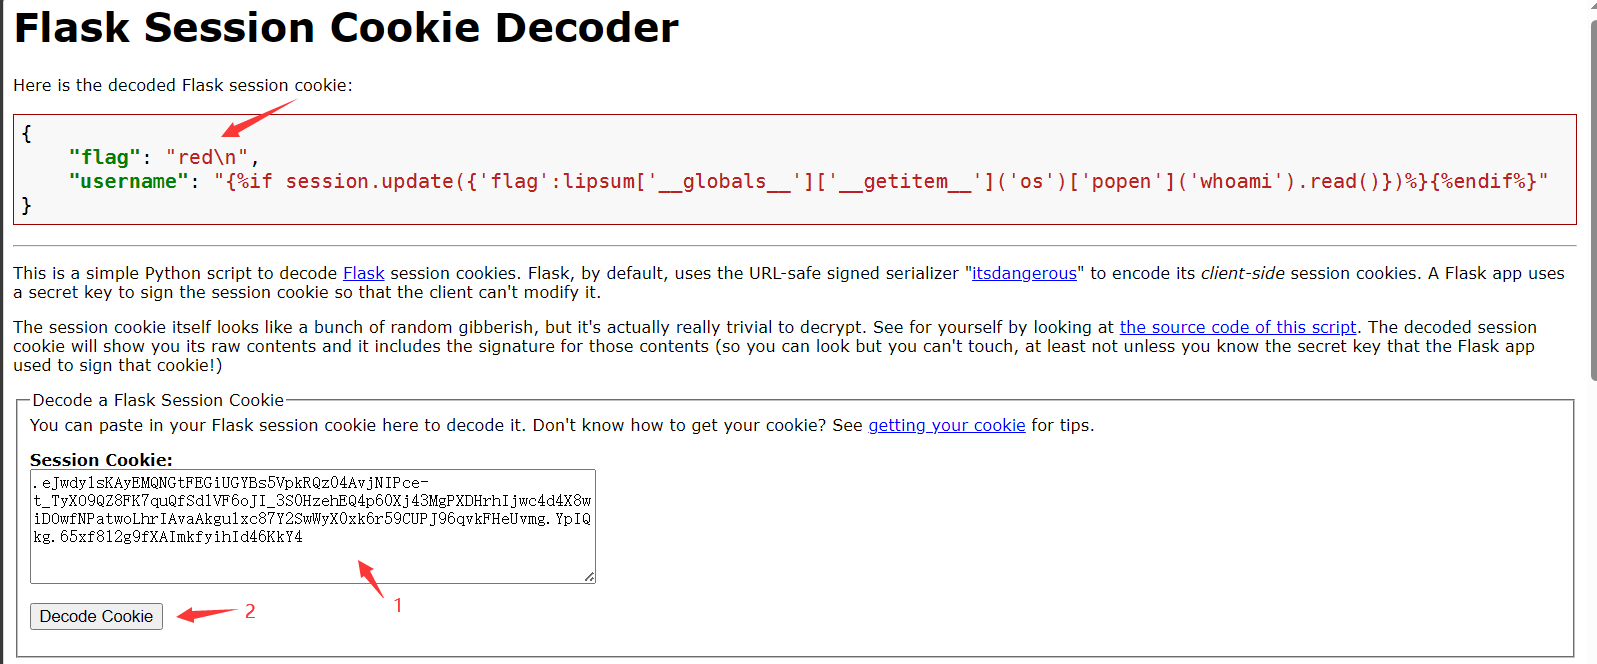 Flask Session Cookie Decoder
Here is the decoded Flask session cookie:
{
"flag": "red\n",
"username": "{%if session.update({'flag':lipsum['__globals__']['__getitem__']('os')['popen']('whoami').read()})%}{%endif%}"
}
This is a simple Python script to decode Flask session cookies. Flask, by default, uses the URL-safe signed serializer "itsdangerous" to encode its client-side session cookies. A Flask app uses
a secret key to sign the session cookie so that the client can't modify it.
The session cookie itself looks like a bunch of random gibberish, but it's actually really trivial to decrypt. See for yourself by looking at the source code of this script. The decoded session
cookie will show you its raw contents and it includes the signature for those contents (so you can look but you can't touch, at least not unless you know the secret key that the Flask app
used to sign that cookie!)
Decode a Flask Session Cookie
You can paste in your Flask session cookie here to decode it. Don't know how to get your cookie? See getting your cookie for tips.
Session Cookie:
.eJwdylsKAyEMQNGtFEGiUGYBs5VpkRQz04AvjNIPce-
t_TyXO9QZ8FK7quQfSdlVF6oJI_3S0HzehEQ4p60Xj43MgPXDHrhIjwc4d4X8w
iDOwfNPatwoLhrIAvaAkgulxc87Y2SwWyX0xk6r59CUPJ96qvkFHeUvmg.YpIQ
kg.65xf812g9fXAImkfyihId46KkY4
1
Decode Cookie
2